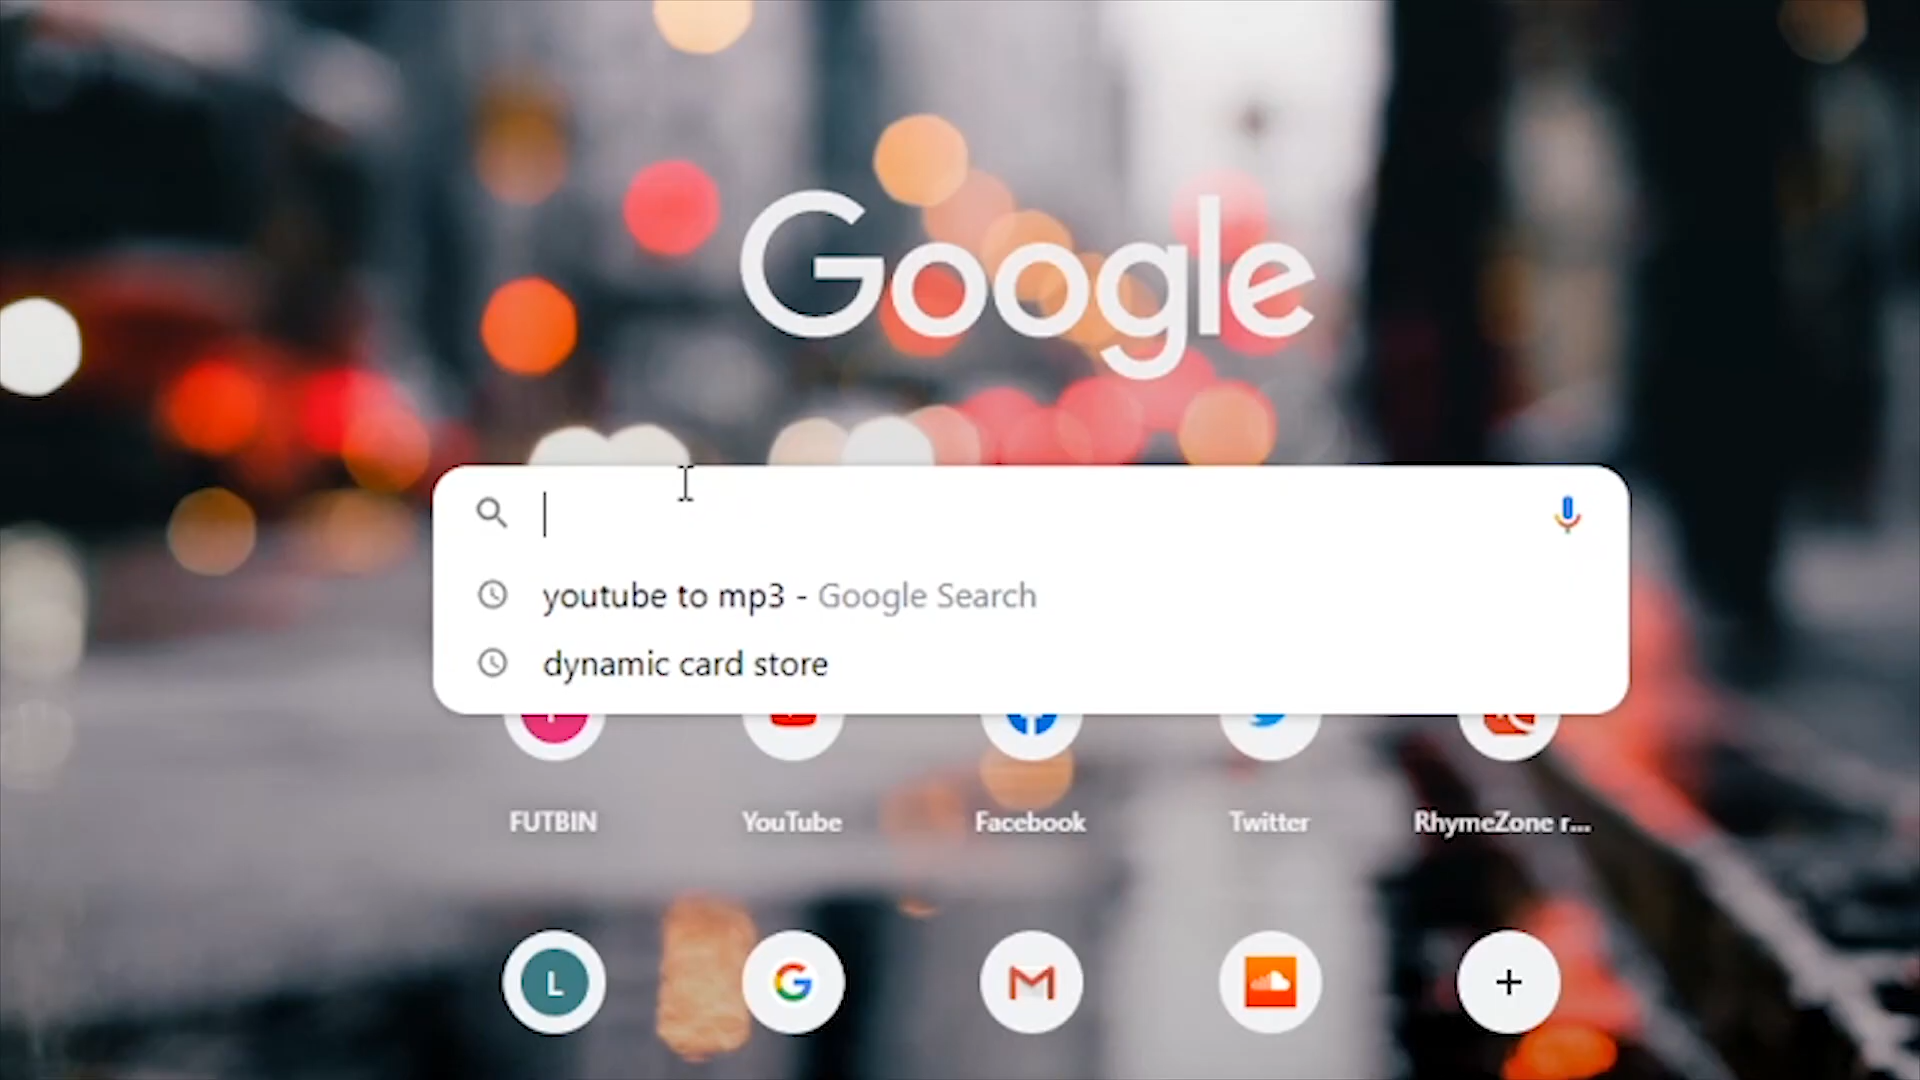 Google
youtube to mp3 - Google Search
dynamic card store
FUTBIN
YouTube
Facebook
Twitter
RhymeZone r...
L